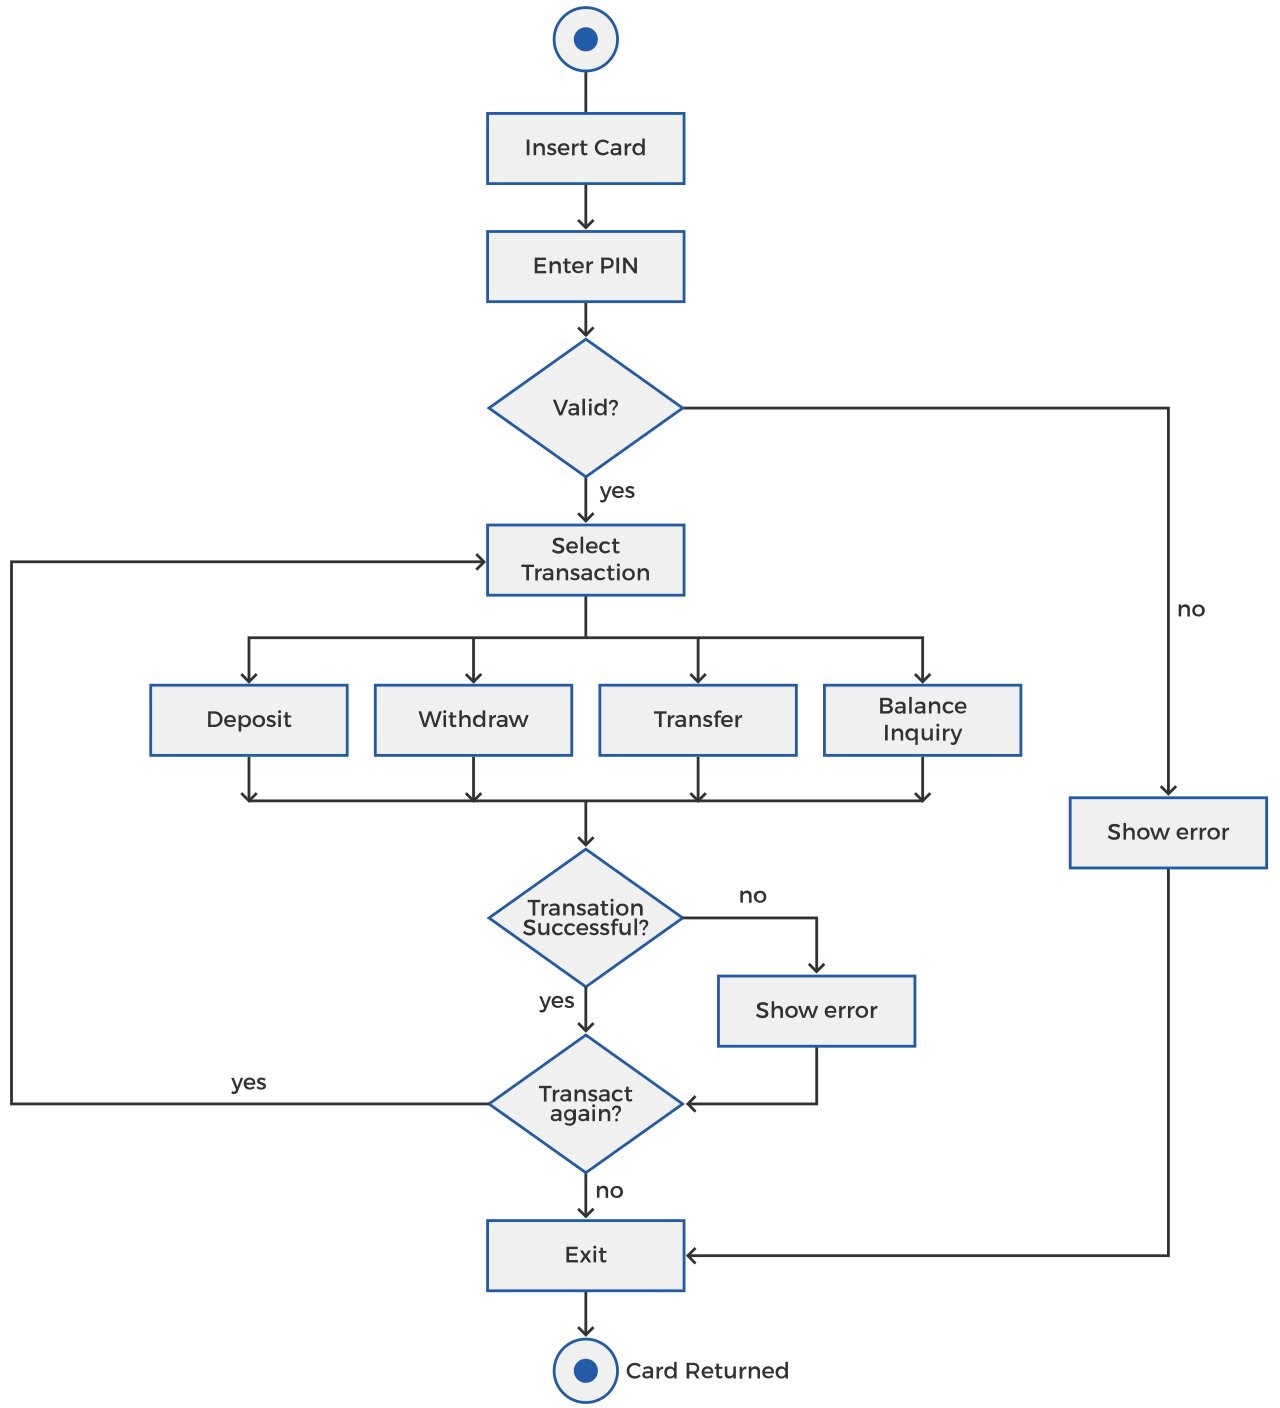 Insert Card
Enter PIN
Valid?
yes
Select
Transaction
no
Deposit
Withdraw
Transfer
Balance
Inquiry
Show error
Transation
Successful?
no
yes
Show error
Transact
again?
yes
no
Exit
Card Returned